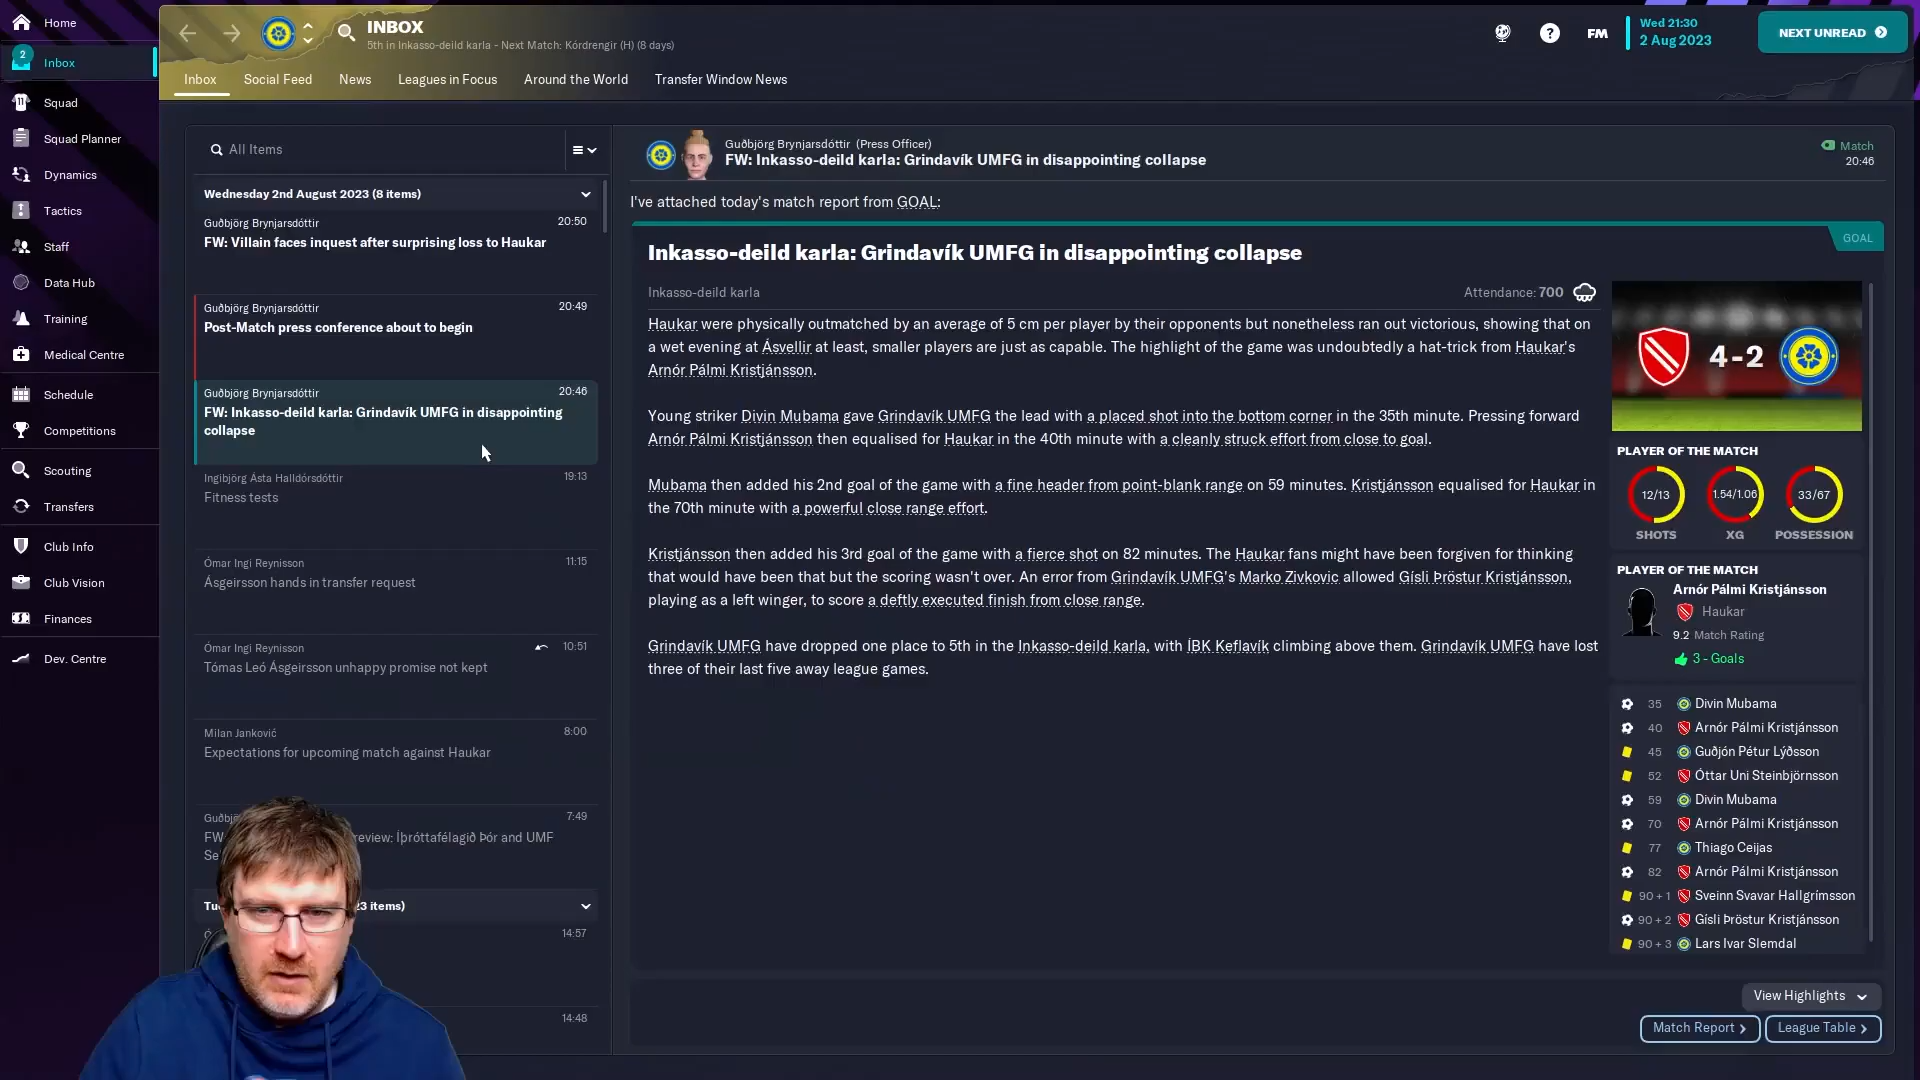 Home
2
Inbox
Squad
Squad Planner
Dynamics
Tactics
Staff
Data Hub
Training
Medical Centre
Schedule
Competitions
Scouting
Transfers
Club Info
Club Vision
Finances
Dev. Centre
INBOX
5th in Inkasso-deild karla - Next Match: Kórdrengir (H) (8 days)
?
FM
Wed 21:30
2 Aug 2023
NEXT UNREAD
Inbox
Social Feed
News
Leagues in Focus
Around the World
Transfer Window News
All Items
Wednesday 2nd August 2023 (8 items)
Guðbjörg Brynjarsdóttir 20:50
FW: Villain faces inquest after surprising loss to Haukar
Guðbjörg Brynjarsdóttir 20:49
Post-Match press conference about to begin
Guðbjörg Brynjarsdóttir 20:46
FW: Inkasso-deild karla: Grindavík UMFG in disappointing
collapse
Ingibjörg Ásta Halldórsdóttir 19:13
Fitness tests
Ómar Ingi Reynisson 11:15
Ásgeirsson hands in transfer request
Ómar Ingi Reynisson 10:51
Tómas Leó Ásgeirsson unhappy promise not kept
Milan Janković 8:00
Expectations for upcoming match against Haukar
7:49
review: Íþróttafélagið Þór and UMF
14:57
14:48
Guðbjörg Brynjarsdóttir (Press Officer)
FW: Inkasso-deild karla: Grindavík UMFG in disappointing collapse
Match
20:46
I've attached today's match report from GOAL:
GOAL
Inkasso-deild karla: Grindavík UMFG in disappointing collapse
Inkasso-deild karla
Attendance: 700
Haukar were physically outmatched by an average of 5 cm per player by their opponents but nonetheless ran out victorious, showing that on
a wet evening at Ásvellir at least, smaller players are just as capable. The highlight of the game was undoubtedly a hat-trick from Haukar's
Arnór Pálmi Kristjánsson.
Young striker Divin Mubama gave Grindavík UMFG the lead with a placed shot into the bottom corner in the 35th minute. Pressing forward
Arnór Pálmi Kristjánsson then equalised for Haukar in the 40th minute with a cleanly struck effort from close to goal.
Mubama then added his 2nd goal of the game with a fine header from point-blank range on 59 minutes. Kristjánsson equalised for Haukar in
the 70th minute with a powerful close range effort.
Kristjánsson then added his 3rd goal of the game with a fierce shot on 82 minutes. The Haukar fans might have been forgiven for thinking
that would have been that but the scoring wasn't over. An error from Grindavík UMFG's Marko Zivkovic allowed Gísli Þröstur Kristjánsson,
playing as a left winger, to score a deftly executed finish from close range.
Grindavík UMFG have dropped one place to 5th in the Inkasso-deild karla, with ÍBK Keflavík climbing above them. Grindavík UMFG have lost
three of their last five away league games.
4-2
PLAYER OF THE MATCH
12/13
1.54/1.06
33/67
SHOTS
XG
POSSESSION
PLAYER OF THE MATCH
Arnór Pálmi Kristjánsson
Haukar
9.2 Match Rating
3 - Goals
35 Divin Mubama
40 Arnór Pálmi Kristjánsson
45 Guðjón Pétur Lýðsson
52 Óttar Uni Steinbjörnsson
59 Divin Mubama
70 Arnór Pálmi Kristjánsson
77 Thiago Ceijas
82 Arnór Pálmi Kristjánsson
90 + 1 Sveinn Svavar Hallgrímsson
90 + 2 Gísli Þröstur Kristjánsson
90 + 3 Lars Ivar Slemdal
View Highlights
Match Report
League Table